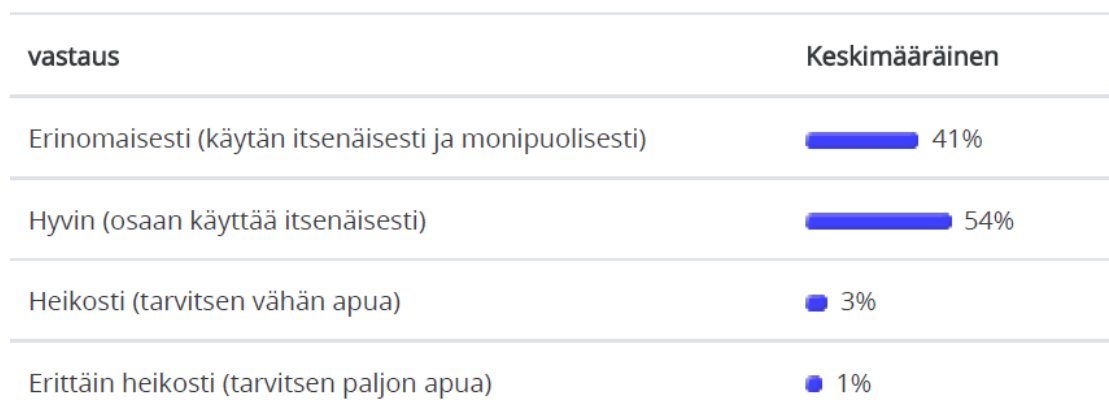 vastaus Keskimääräinen
Erinomaisesti (käytän itsenäisesti ja monipuolisesti) 41%
Hyvin (osaan käyttää itsenäisesti) 54%
Heikosti (tarvitsen vähän apua) 3%
Erittäin heikosti (tarvitsen paljon apua) 1%